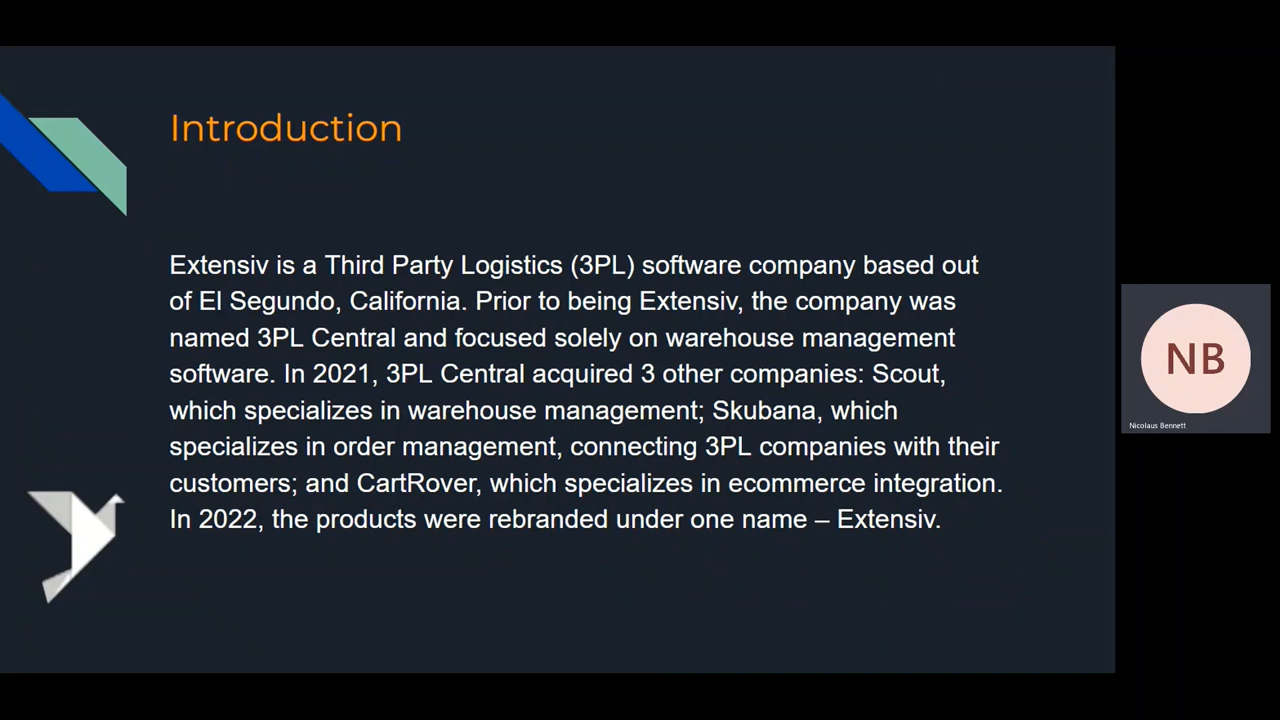 Introduction
Extensiv is a Third Party Logistics (3PL) software company based out
of El Segundo, California. Prior to being Extensiv, the company was
named 3PL Central and focused solely on warehouse management
software. In 2021, 3PL Central acquired 3 other companies: Scout,
which specializes in warehouse management; Skubana, which
specializes in order management, connecting 3PL companies with their
customers; and CartRover, which specializes in ecommerce integration.
In 2022, the products were rebranded under one name – Extensiv.
NB
Nicolaus Bennett